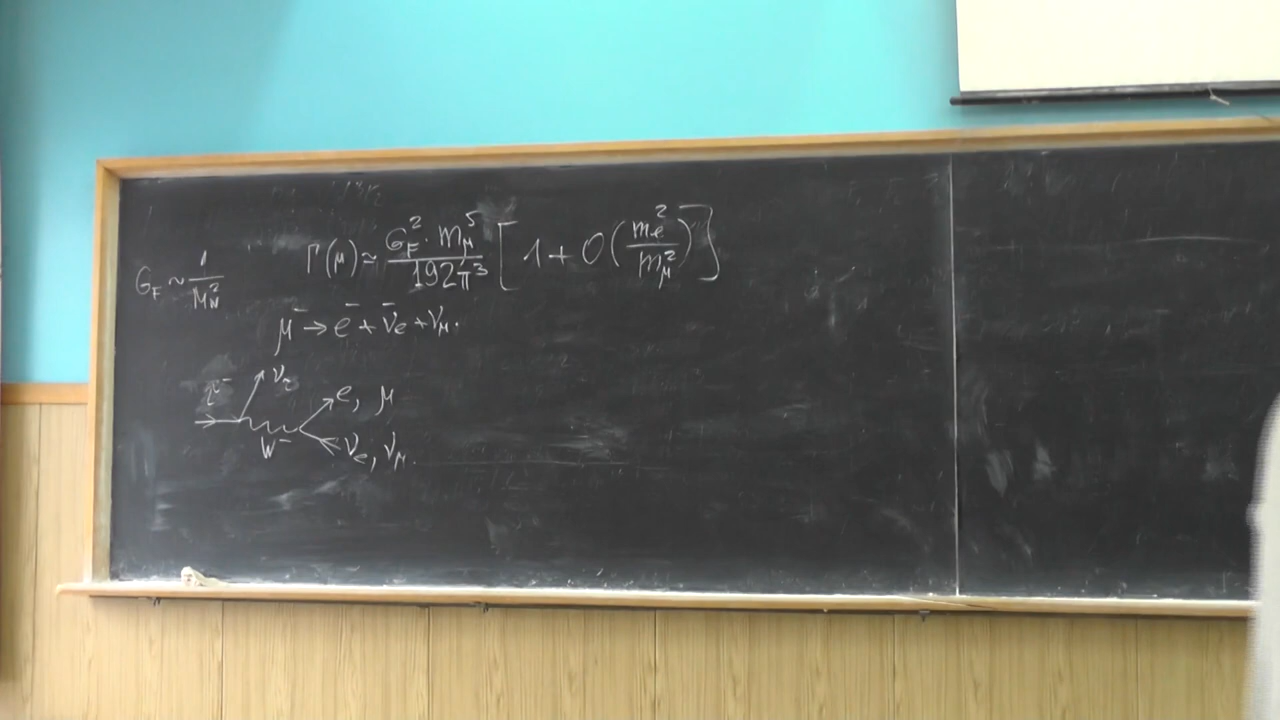 Γ(μ) ≃ G_F^2 · m_μ^5 / 192π^3 [1 + O(m_e^2 / m_μ^2)]
G_F ~ 1 / M_W^2
μ^- → e^- + ν̄_e + ν_μ.
τ^- ν_τ e, μ
W^- ν_e, ν_μ.